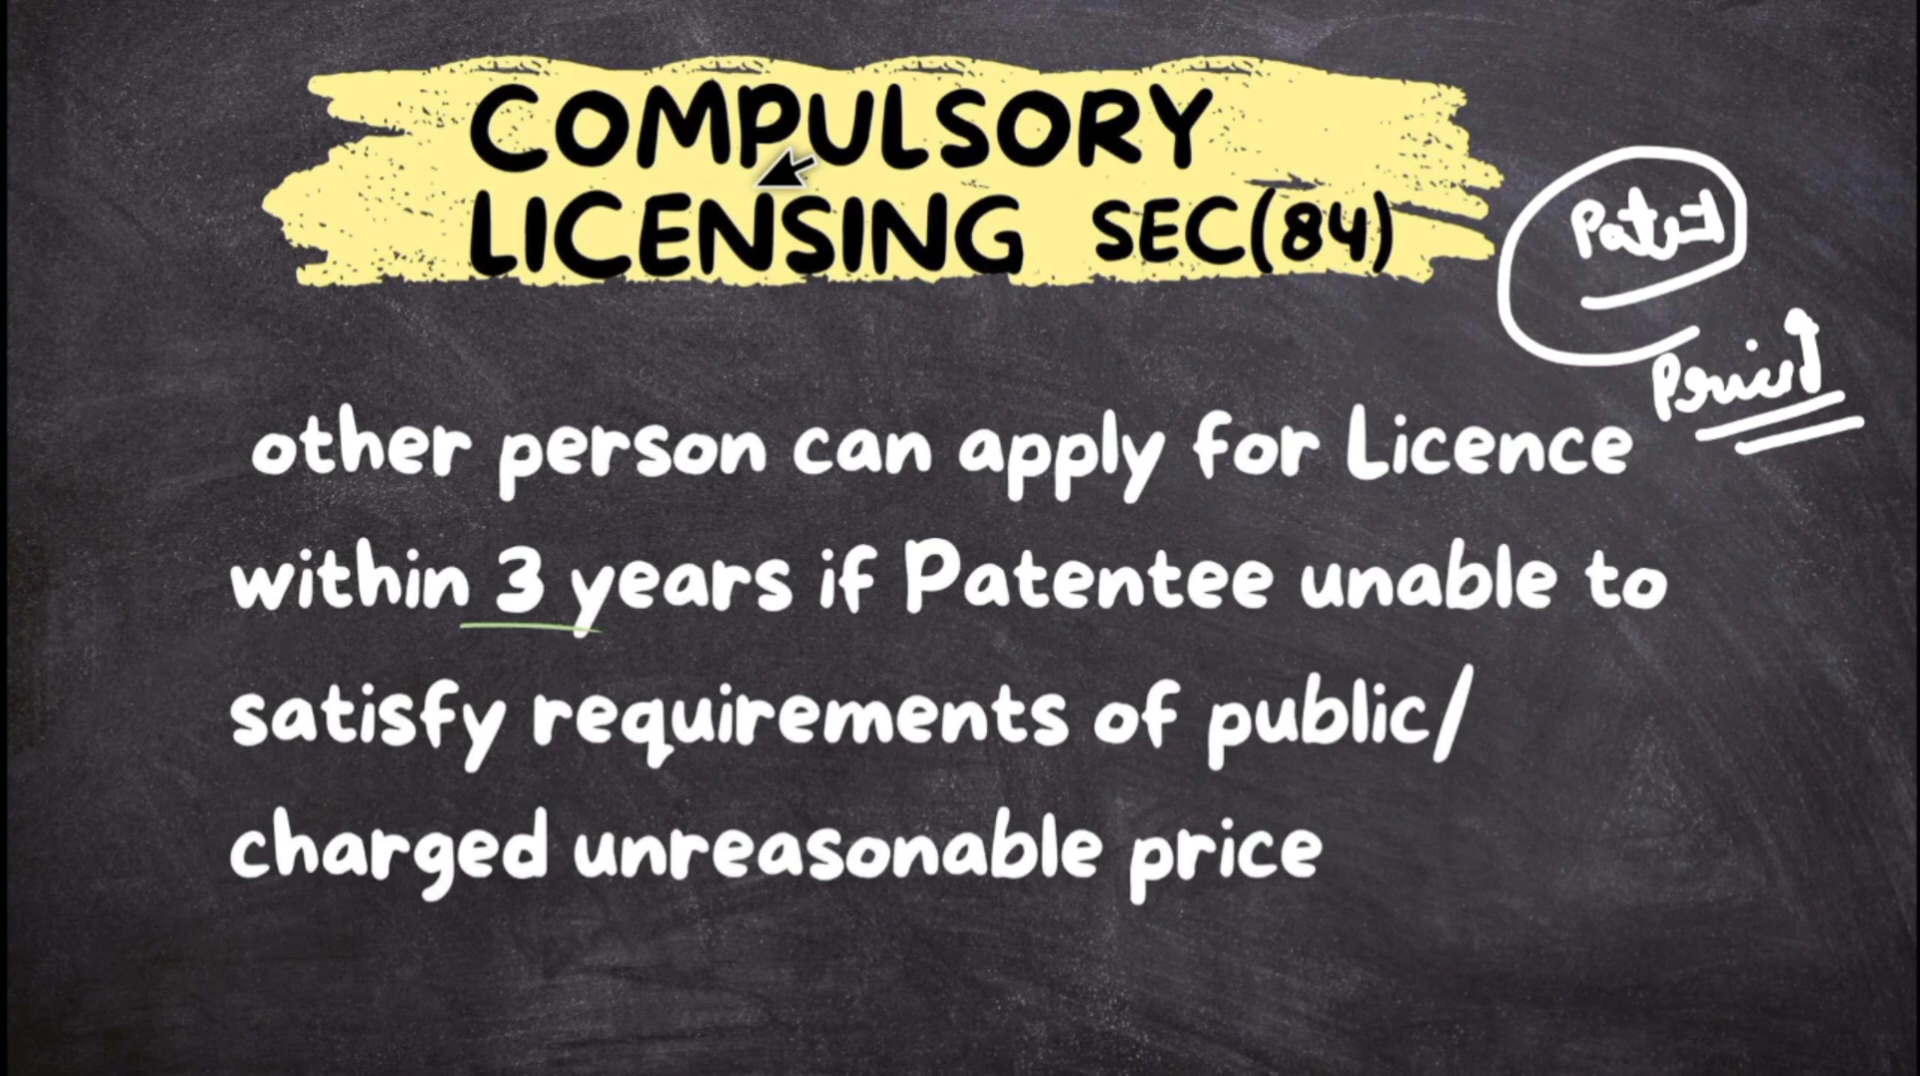 COMPULSORY
LICENSING SEC(84)
Patent
Period
other person can apply for Licence
within 3 years if Patentee unable to
satisfy requirements of public/
charged unreasonable price